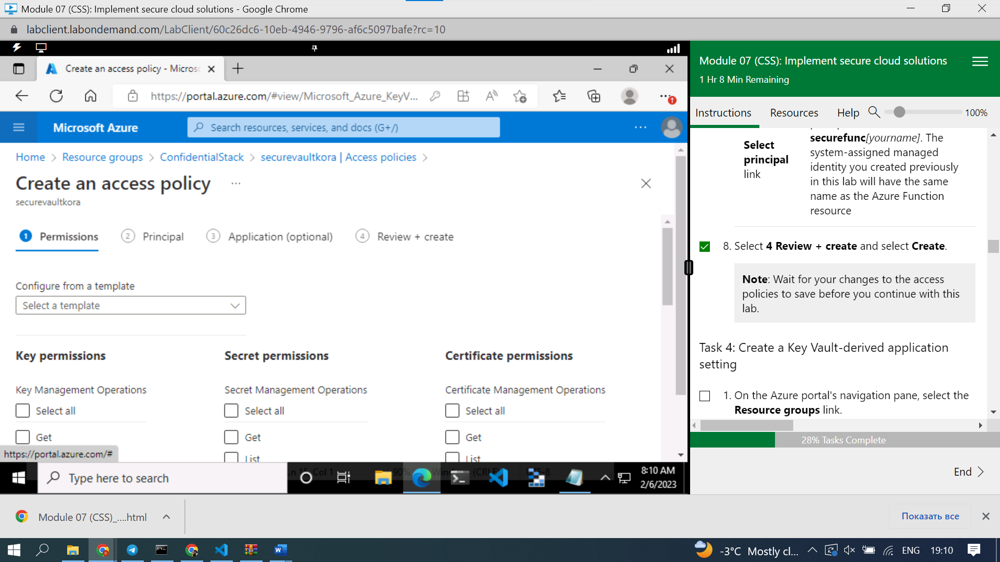 Module 07 (CSS): Implement secure cloud solutions - Google Chrome
labclient.labondemand.com/LabClient/60c26dc6-10eb-4946-9796-af6c5097bafe?rc=10
Create an access policy - Micros
https://portal.azure.com/#view/Microsoft_Azure_KeyV...
Microsoft Azure
Search resources, services, and docs (G+/)
Home > Resource groups > ConfidentialStack > securevaultkora | Access policies >
Create an access policy ...
securevaultkora
1 Permissions
2 Principal
3 Application (optional)
4 Review + create
Configure from a template
Select a template
Key permissions
Key Management Operations
Select all
Get
Secret permissions
Secret Management Operations
Select all
Get
List
Certificate permissions
Certificate Management Operations
Select all
Get
List
https://portal.azure.com/#
Type here to search
Ln 15, Col 1
90%
8:10 AM
2/6/2023
Module 07 (CSS): Implement secure cloud solutions
1 Hr 8 Min Remaining
Instructions
Resources
Help
100%
Select
principal
link
securefunc[yourname]. The
system-assigned managed
identity you created previously
in this lab will have the same
name as the Azure Function
resource
8. Select 4 Review + create and select Create.
Note: Wait for your changes to the access
policies to save before you continue with this
lab.
Task 4: Create a Key Vault-derived application
setting
1. On the Azure portal's navigation pane, select the
Resource groups link.
28% Tasks Complete
End
Module 07 (CSS)_....html
Показать все
-3°C Mostly cl...
ENG
19:10